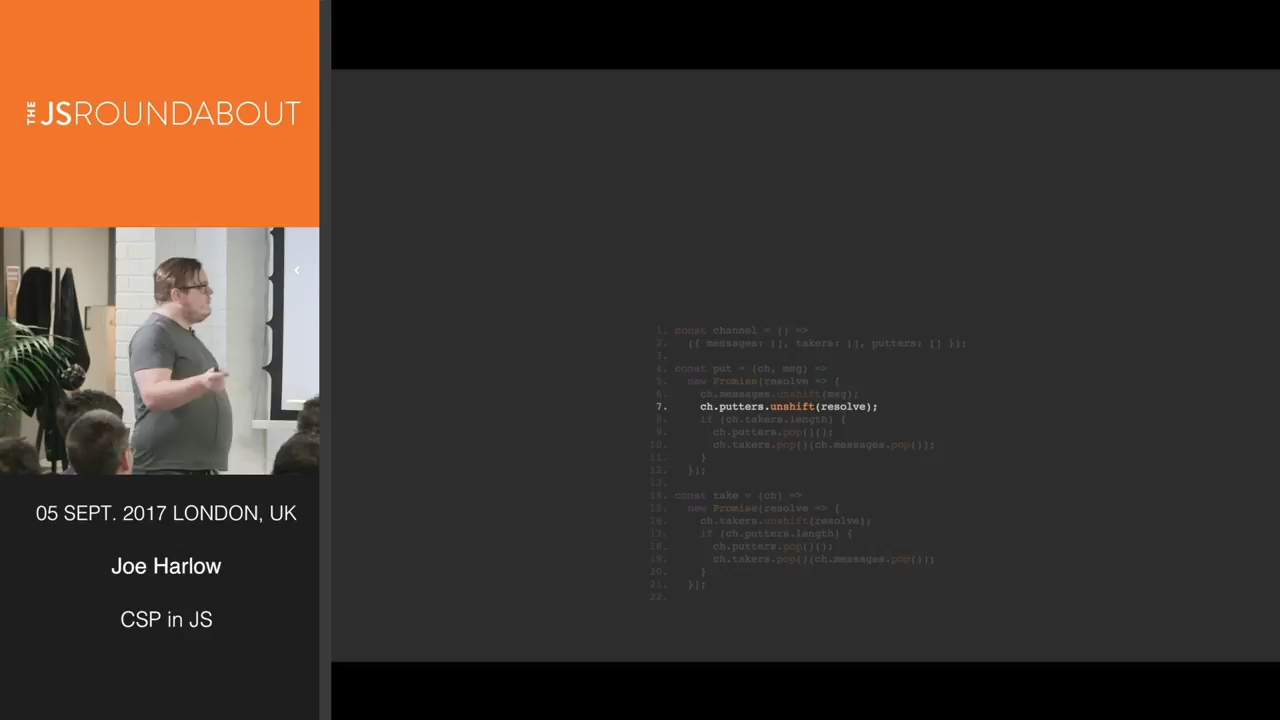 THE JSROUNDABOUT
05 SEPT. 2017 LONDON, UK
Joe Harlow
CSP in JS
1. const channel = () =>
2. ({ messages: [], takers: [], putters: [] });
3.
4. const put = (ch, msg) =>
5. new Promise(resolve => {
6. ch.messages.unshift(msg);
7. ch.putters.unshift(resolve);
8. if (ch.takers.length) {
9. ch.putters.pop()();
10. ch.takers.pop()(ch.messages.pop());
11. }
12. });
13.
14. const take = (ch) =>
15. new Promise(resolve => {
16. ch.takers.unshift(resolve);
17. if (ch.putters.length) {
18. ch.putters.pop()();
19. ch.takers.pop()(ch.messages.pop());
20. }
21. });
22.